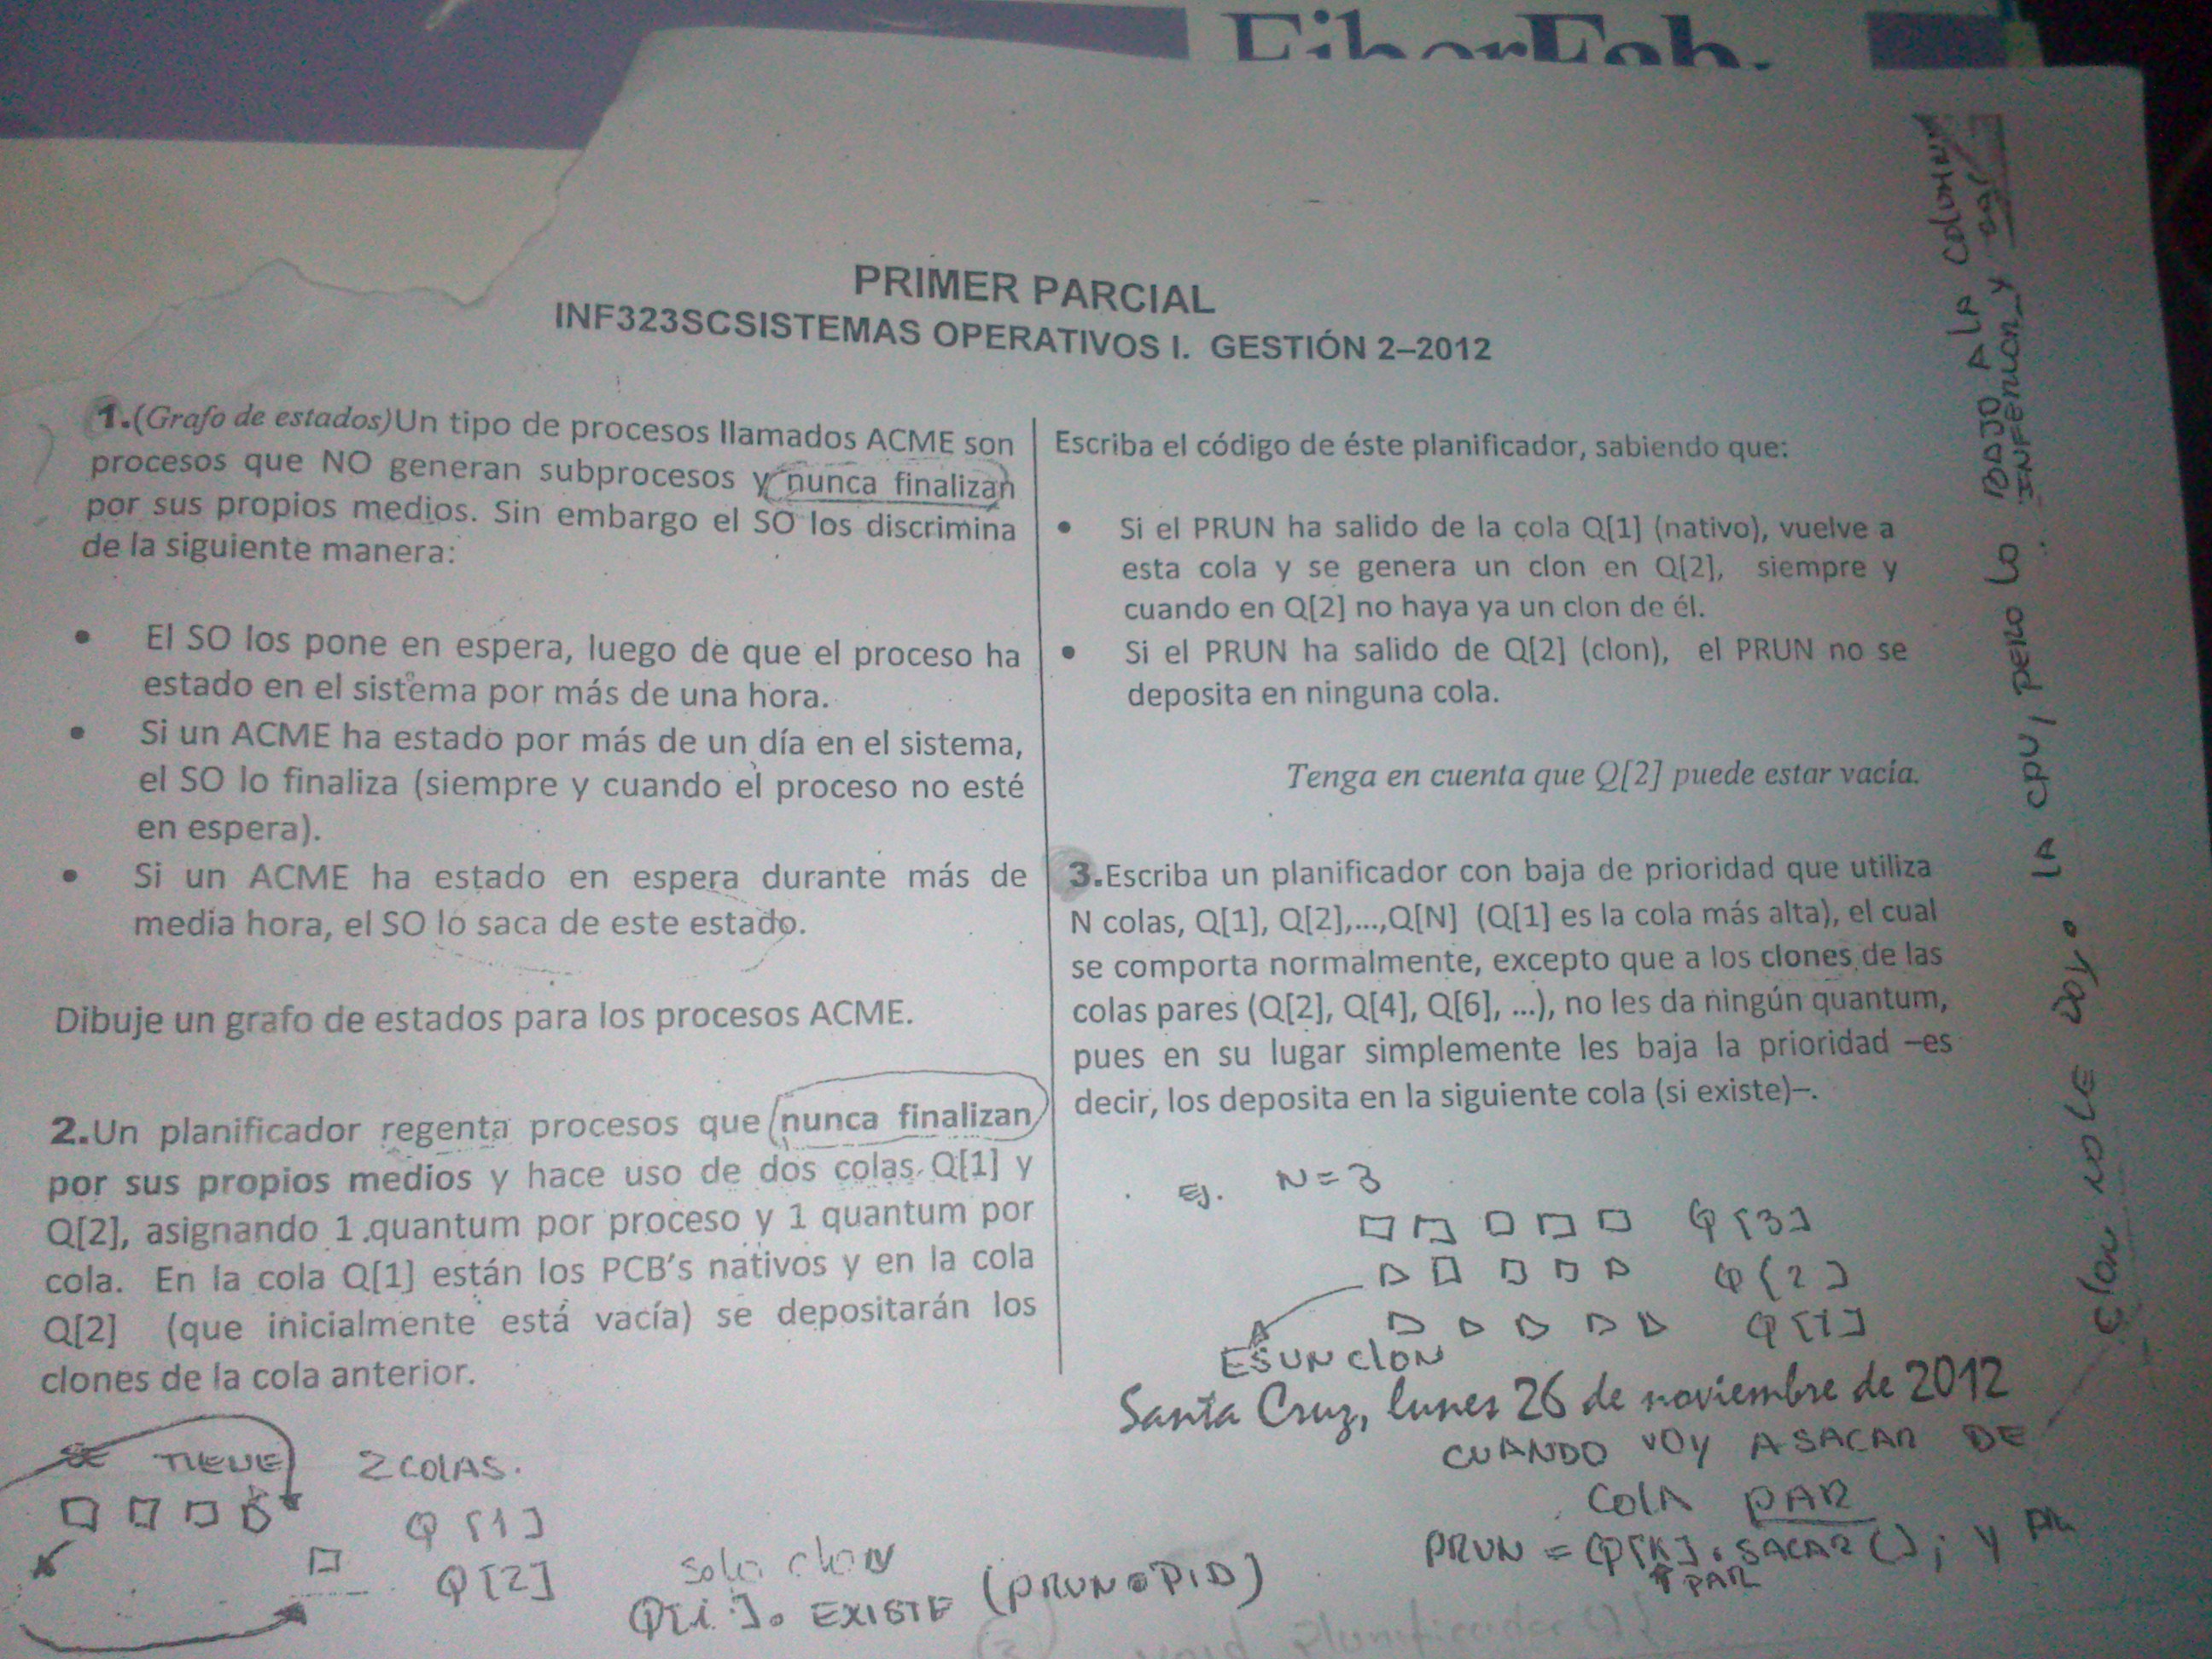 PRIMER PARCIAL
INF323SCSISTEMAS OPERATIVOS I. GESTIÓN 2–2012
1.(Grafo de estados)Un tipo de procesos llamados ACME son
procesos que NO generan subprocesos y nunca finalizan
por sus propios medios. Sin embargo el SO los discrimina
de la siguiente manera:
• El SO los pone en espera, luego de que el proceso ha
estado en el sistema por más de una hora.
• Si un ACME ha estado por más de un día en el sistema,
el SO lo finaliza (siempre y cuando el proceso no esté
en espera).
• Si un ACME ha estado en espera durante más de
media hora, el SO lo saca de este estado.
Dibuje un grafo de estados para los procesos ACME.
2.Un planificador regenta procesos que nunca finalizan
por sus propios medios y hace uso de dos colas Q[1] y
Q[2], asignando 1 quantum por proceso y 1 quantum por
cola. En la cola Q[1] están los PCB's nativos y en la cola
Q[2] (que inicialmente está vacía) se depositarán los
clones de la cola anterior.
SE TIENE 2 COLAS.
Q[1]
Q[2]
Solo clon
Q[i]. EXISTE (PRUN.PID)
Escriba el código de éste planificador, sabiendo que:
• Si el PRUN ha salido de la cola Q[1] (nativo), vuelve a
esta cola y se genera un clon en Q[2], siempre y
cuando en Q[2] no haya ya un clon de él.
• Si el PRUN ha salido de Q[2] (clon), el PRUN no se
deposita en ninguna cola.
Tenga en cuenta que Q[2] puede estar vacía.
3.Escriba un planificador con baja de prioridad que utiliza
N colas, Q[1], Q[2],...,Q[N] (Q[1] es la cola más alta), el cual
se comporta normalmente, excepto que a los clones de las
colas pares (Q[2], Q[4], Q[6], ...), no les da ningún quantum,
pues en su lugar simplemente les baja la prioridad –es
decir, los deposita en la siguiente cola (si existe)–.
Ej. N=3
Q[3]
Q[2]
Q[1]
ES UN CLON
Santa Cruz, lunes 26 de noviembre de 2012
CUANDO VOY A SACAR DE
COLA PAR
PRUN = Q[K].SACAR(); Y
PAR
void Planificador () {
clon no le doy LA CPU, PERO LO BAJO A LA COLUMNA
INFERIOR Y